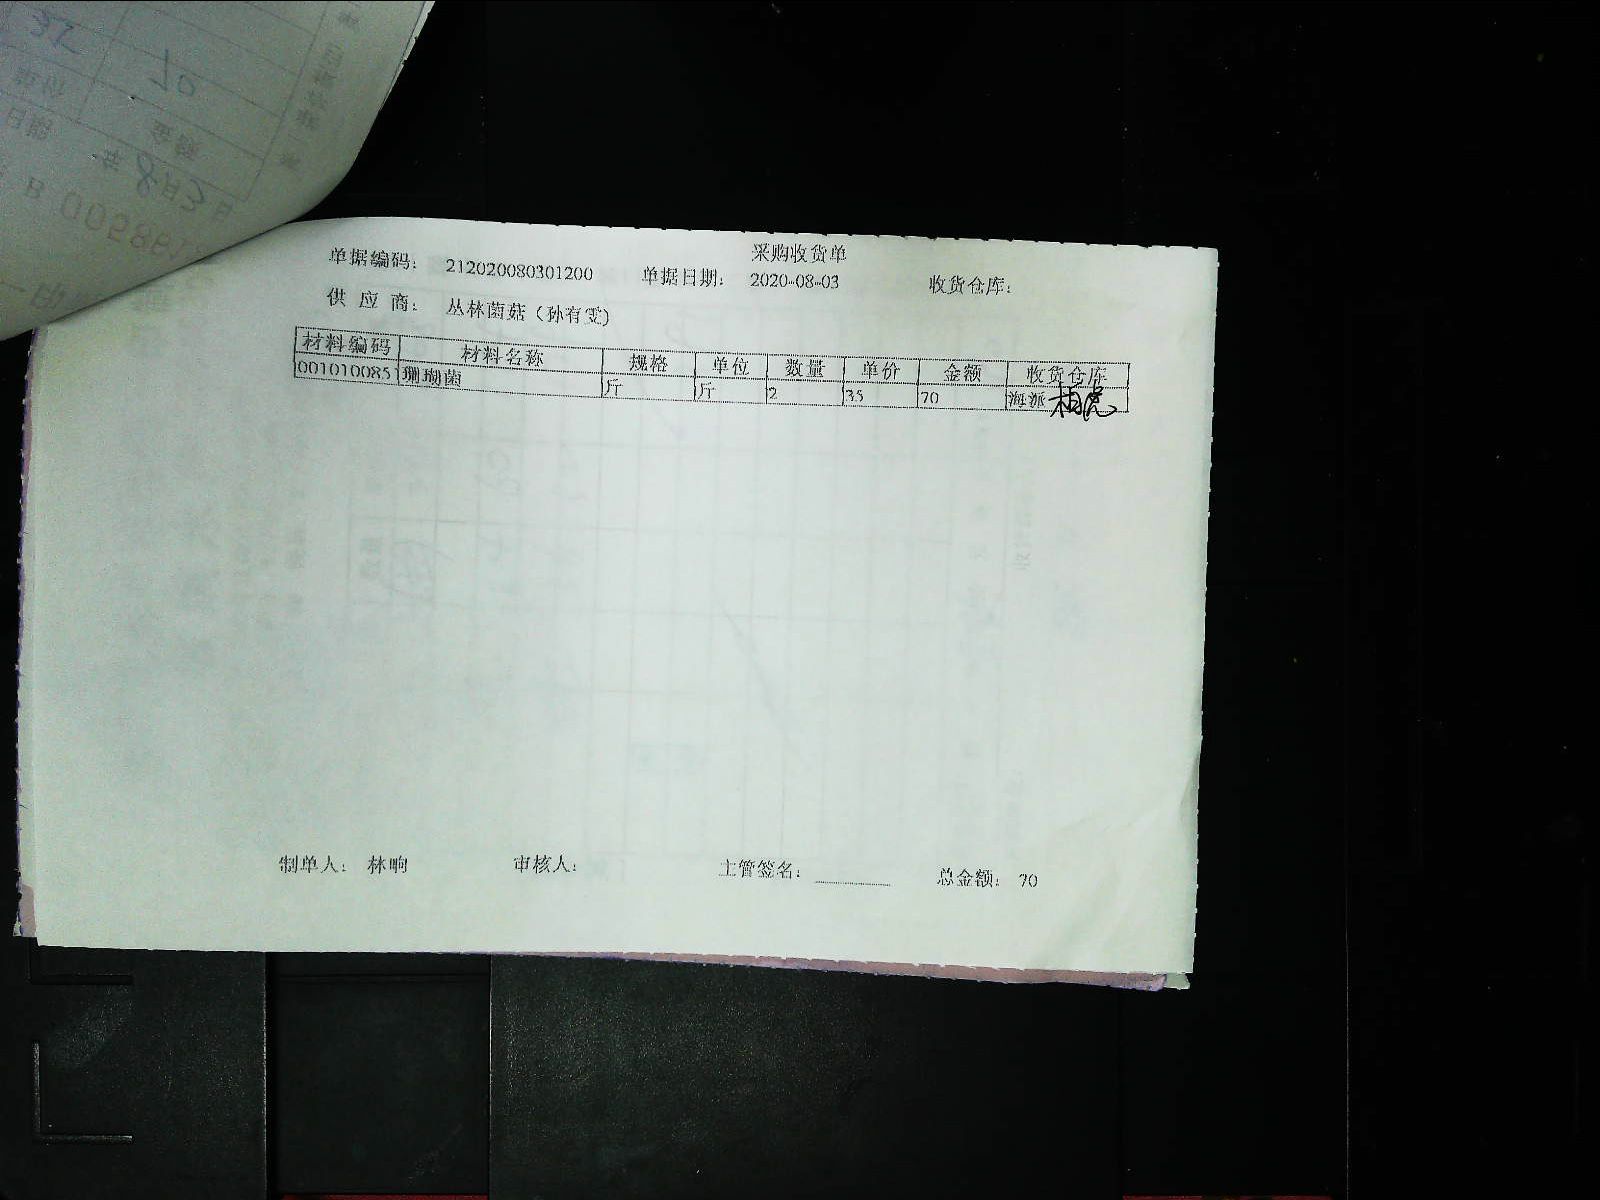 采购收货单
单据编码： 212020080301200 单据日期： 2020-08-03 收货仓库：
供应商： 丛林菌菇（孙有雯）
材料编码 材料名称 规格 单位 数量 单价 金额 收货仓库
0010100851 珊瑚菌 斤 斤 2 35 70 海派
制单人： 林响 审核人： 主管签名： 总金额： 70